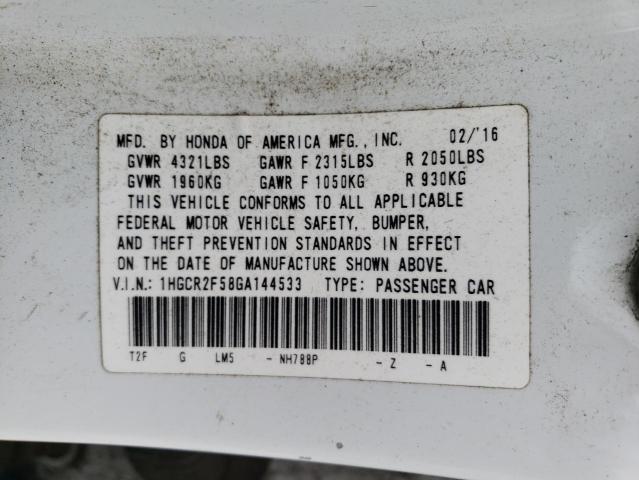 MFD. BY HONDA OF AMERICA MFG., INC. 02/'16
GVWR 4321LBS GAWR F 2315LBS R 2050LBS
GVWR 1960KG GAWR F 1050KG R 930KG
THIS VEHICLE CONFORMS TO ALL APPLICABLE
FEDERAL MOTOR VEHICLE SAFETY, BUMPER,
AND THEFT PREVENTION STANDARDS IN EFFECT
ON THE DATE OF MANUFACTURE SHOWN ABOVE.
V.I.N.: 1HGCR2F58GA144533 TYPE: PASSENGER CAR
T2F G LM5 - NH788P - Z - A